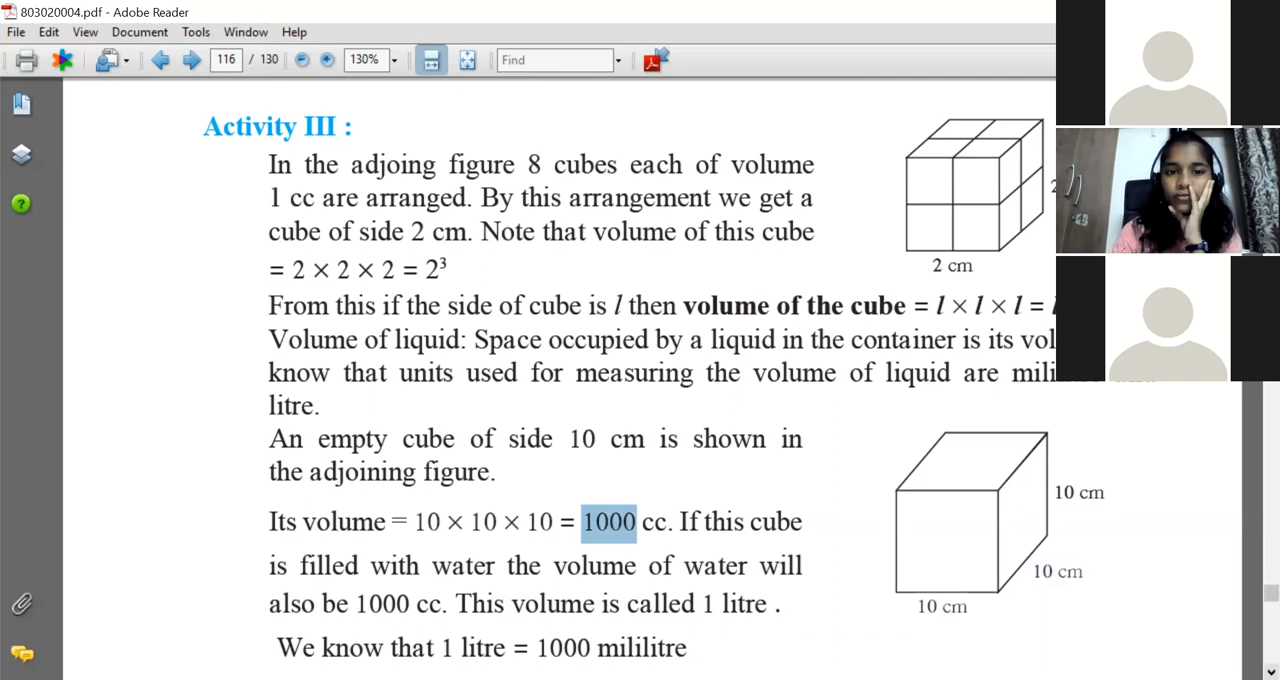 803020004.pdf - Adobe Reader
File Edit View Document Tools Window Help
116 / 130 130% Find
Activity III :
In the adjoing figure 8 cubes each of volume
1 cc are arranged. By this arrangement we get a
cube of side 2 cm. Note that volume of this cube
= 2 × 2 × 2 = 2³
2 cm
From this if the side of cube is l then volume of the cube = l × l × l =
Volume of liquid: Space occupied by a liquid in the container is its
know that units used for measuring the volume of liquid are
litre.
An empty cube of side 10 cm is shown in
the adjoining figure.
Its volume = 10 × 10 × 10 = 1000 cc. If this cube
is filled with water the volume of water will
also be 1000 cc. This volume is called 1 litre .
We know that 1 litre = 1000 mililitre
10 cm
10 cm
10 cm